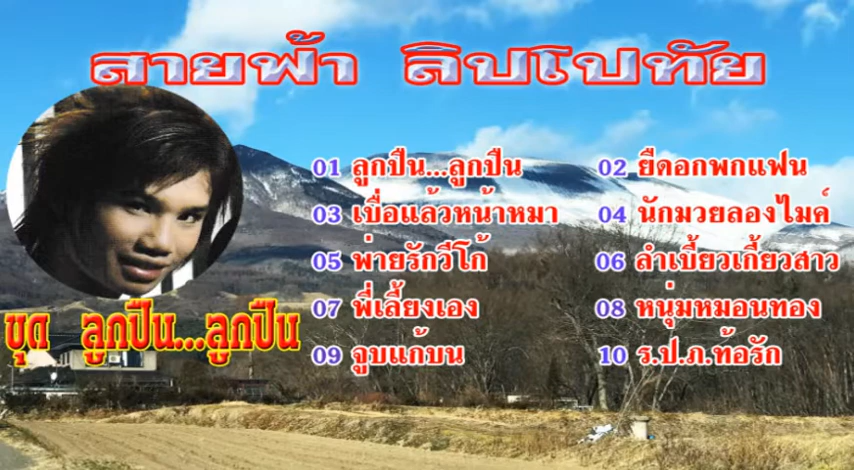 สายฟ้า ลิปโปทัย
01 ลูกปืน...ลูกปืน 02 ยืดอกพกแฟน
03 เบื่อแล้วหน้าหมา 04 นักมวยลองไมค์
05 พ่ายรักวีโก้ 06 ลำเบี้ยวเกี้ยวสาว
07 พี่เลี้ยงเอง 08 หนุ่มหมอนทอง
09 จูบแก้บน 10 ร.ป.ภ.ท้อรัก
ชุด ลูกปืน...ลูกปืน